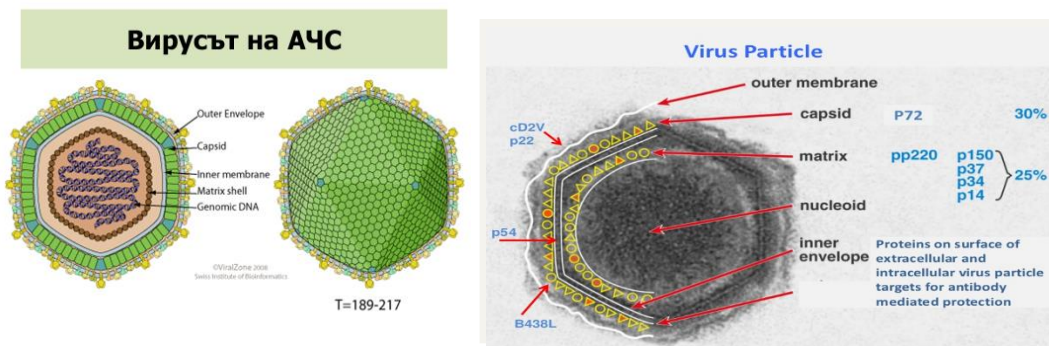 Вирусът на АЧС
Outer Envelope
Capsid
Inner membrane
Matrix shell
Genomic DNA
©ViralZone 2008
Swiss Institute of Bioinformatics
T=189-217
Virus Particle
outer membrane
capsid P72 30%
cD2V
p22
matrix pp220 p150
p37
p34
p14
25%
nucleoid
p54
inner
envelope
Proteins on surface of
extracellular and
intracellular virus particle
targets for antibody
mediated protection
B438L